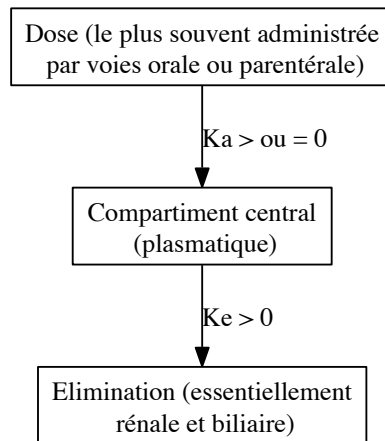 Dose (le plus souvent administrée
par voies orale ou parentérale)
Ka > ou = 0
Compartiment central
(plasmatique)
Ke > 0
Elimination (essentiellement
rénale et biliaire)